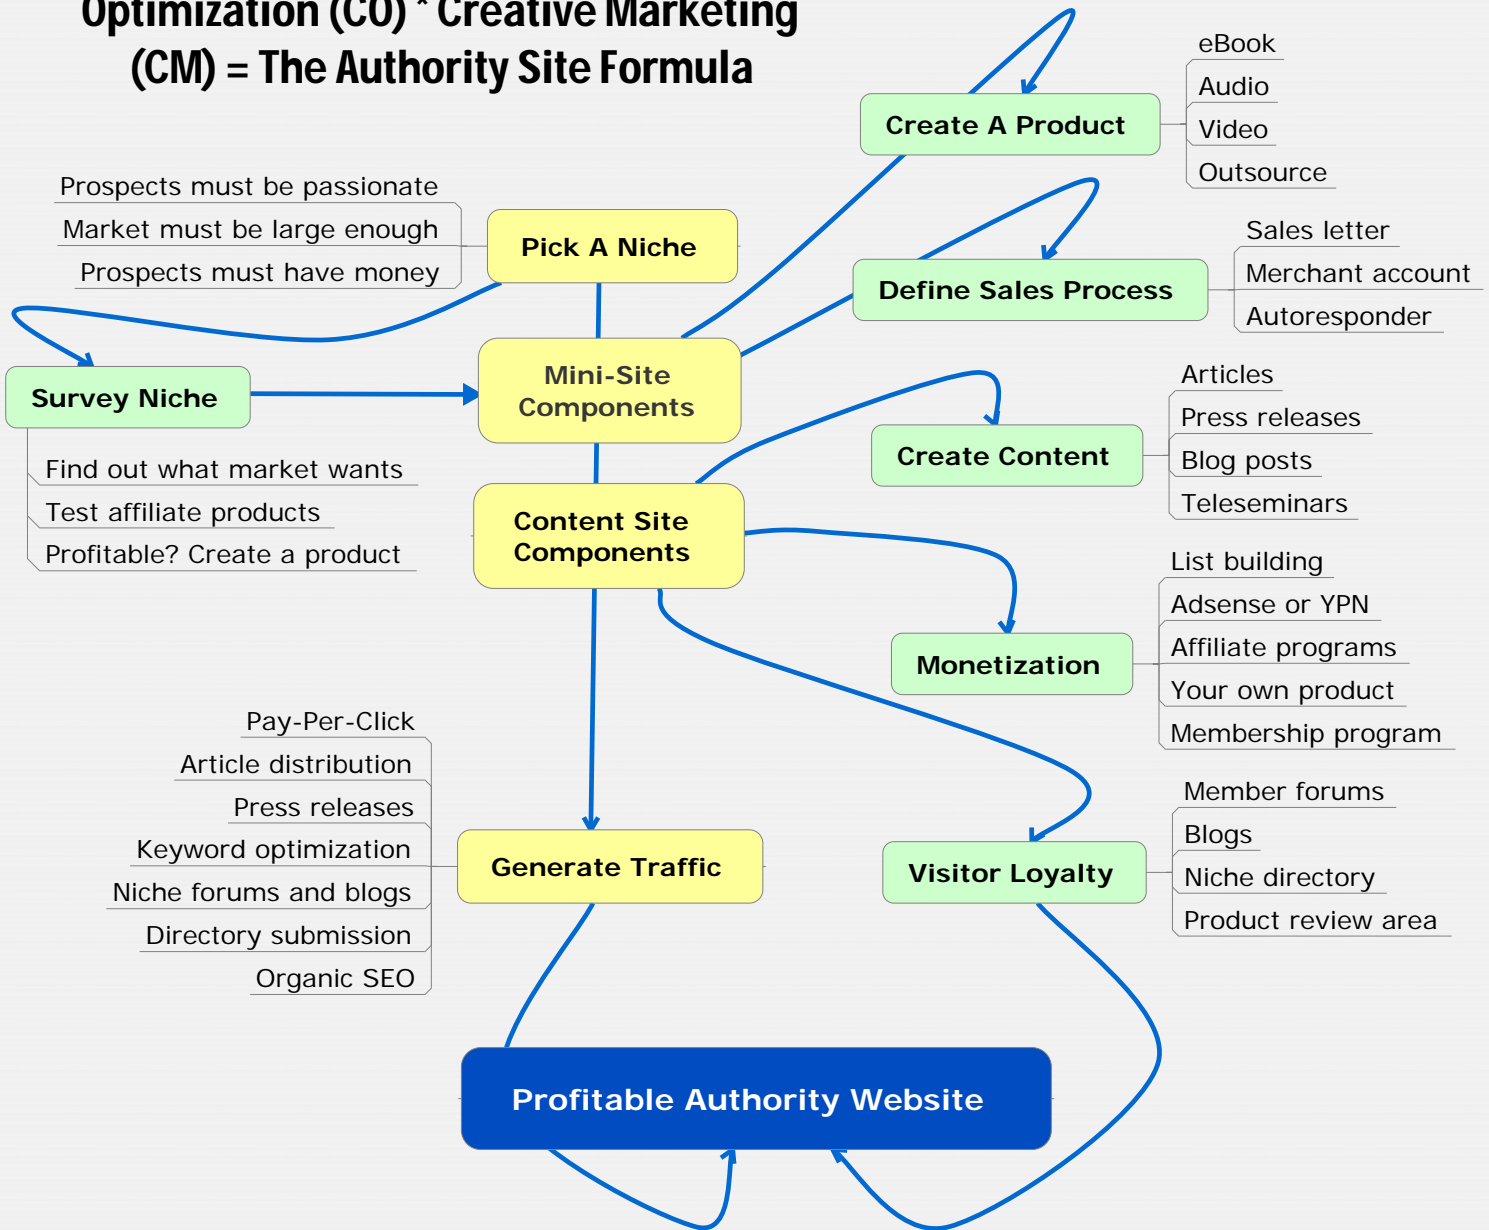 Optimization (CO) * Creative Marketing
(CM) = The Authority Site Formula
Create A Product
eBook
Audio
Video
Outsource
Prospects must be passionate
Market must be large enough
Prospects must have money
Pick A Niche
Define Sales Process
Sales letter
Merchant account
Autoresponder
Survey Niche
Find out what market wants
Test affiliate products
Profitable? Create a product
Mini-Site
Components
Create Content
Articles
Press releases
Blog posts
Teleseminars
Content Site
Components
Monetization
List building
Adsense or YPN
Affiliate programs
Your own product
Membership program
Pay-Per-Click
Article distribution
Press releases
Keyword optimization
Niche forums and blogs
Directory submission
Organic SEO
Generate Traffic
Visitor Loyalty
Member forums
Blogs
Niche directory
Product review area
Profitable Authority Website